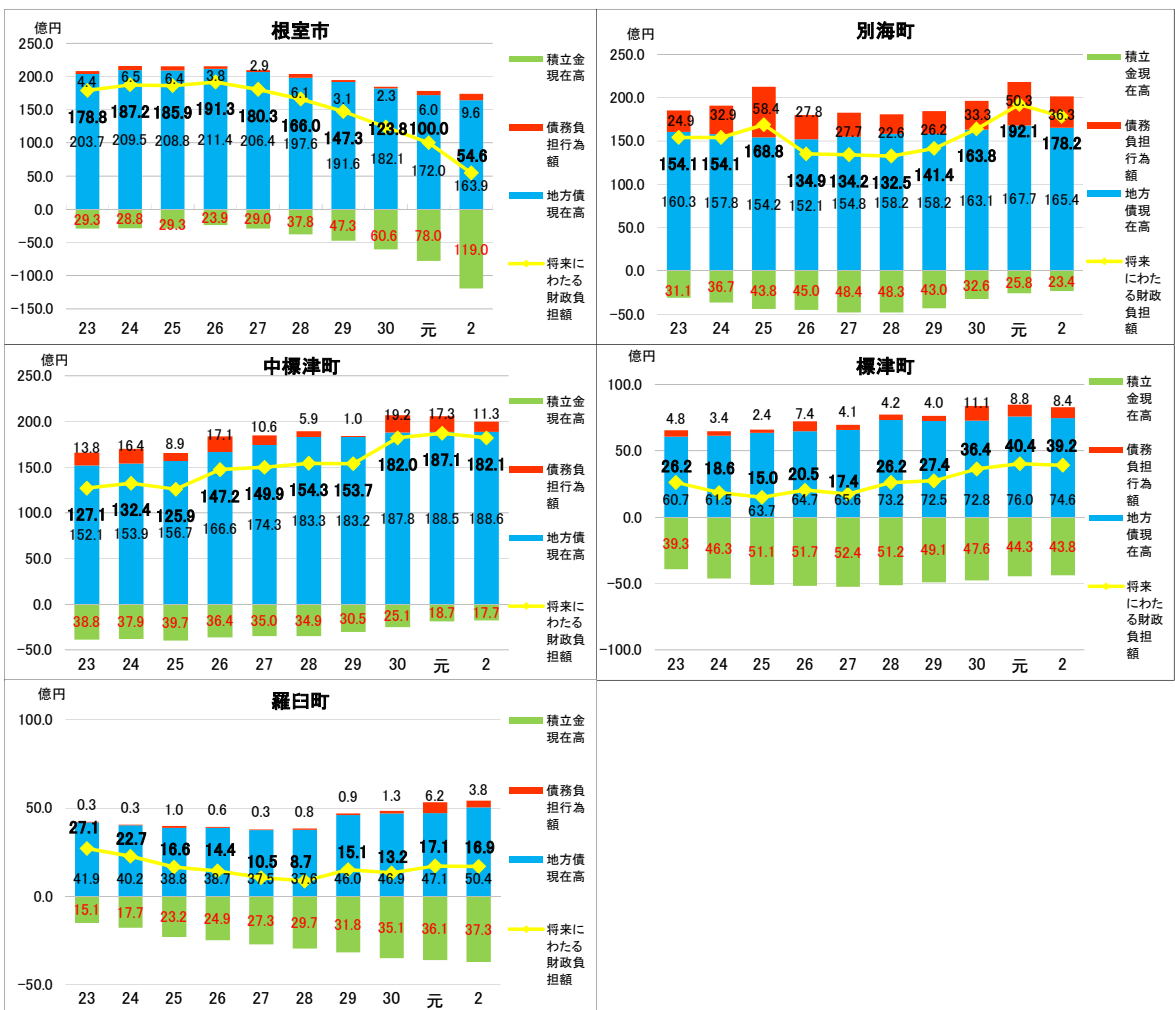 億円
根室市
250.0
200.0
150.0
100.0
50.0
0.0
−50.0
−100.0
−150.0
4.4 6.5 6.4 3.8 2.9 6.1 3.1 2.3 6.0 9.6
178.8 187.2 185.9 191.3 180.3 166.0 147.3 123.8 100.0 54.6
203.7 209.5 208.8 211.4 206.4 197.6 191.6 182.1 172.0 163.9
29.3 28.8 29.3 23.9 29.0 37.8 47.3 60.6 78.0 119.0
23 24 25 26 27 28 29 30 元 2
積立金
現在高
債務負
担行為
額
地方債
現在高
将来に
わたる
財政負
担額
億円
別海町
250.0
200.0
150.0
100.0
50.0
0.0
−50.0
24.9 32.9 58.4 27.8 27.7 22.6 26.2 33.3 50.3 36.3
154.1 154.1 168.8 134.9 134.2 132.5 141.4 163.8 192.1 178.2
160.3 157.8 154.2 152.1 154.8 158.2 158.2 163.1 167.7 165.4
31.1 36.7 43.8 45.0 48.4 48.3 43.0 32.6 25.8 23.4
23 24 25 26 27 28 29 30 元 2
積立
金現
在高
債務
負担
行為
額
地方
債現
在高
将来
にわた
る財政
負担
額
億円
中標津町
250.0
200.0
150.0
100.0
50.0
0.0
−50.0
13.8 16.4 8.9 17.1 10.6 5.9 1.0 19.2 17.3 11.3
127.1 132.4 125.9 147.2 149.9 154.3 153.7 182.0 187.1 182.1
152.1 153.9 156.7 166.6 174.3 183.3 183.2 187.8 188.5 188.6
38.8 37.9 39.7 36.4 35.0 34.9 30.5 25.1 18.7 17.7
23 24 25 26 27 28 29 30 元 2
積立金
現在高
債務負
担行為
額
地方債
現在高
将来に
わたる
財政負
担額
億円
標津町
100.0
50.0
0.0
−50.0
−100.0
4.8 3.4 2.4 7.4 4.1 4.2 4.0 11.1 8.8 8.4
26.2 18.6 15.0 20.5 17.4 26.2 27.4 36.4 40.4 39.2
60.7 61.5 63.7 64.7 65.6 73.2 72.5 72.8 76.0 74.6
39.3 46.3 51.1 51.7 52.4 51.2 49.1 47.6 44.3 43.8
23 24 25 26 27 28 29 30 元 2
積立
金現
在高
債務
負担
行為
額
地方
債現
在高
将来
にわた
る財政
負担
額
億円
羅臼町
100.0
50.0
0.0
−50.0
0.3 0.3 1.0 0.6 0.3 0.8 0.9 1.3 6.2 3.8
27.1 22.7 16.6 14.4 10.5 8.7 15.1 13.2 17.1 16.9
41.9 40.2 38.8 38.7 37.5 37.6 46.0 46.9 47.1 50.4
15.1 17.7 23.2 24.9 27.3 29.7 31.8 35.1 36.1 37.3
23 24 25 26 27 28 29 30 元 2
積立金
現在高
債務負
担行為
額
地方債
現在高
将来に
わたる
財政負
担額